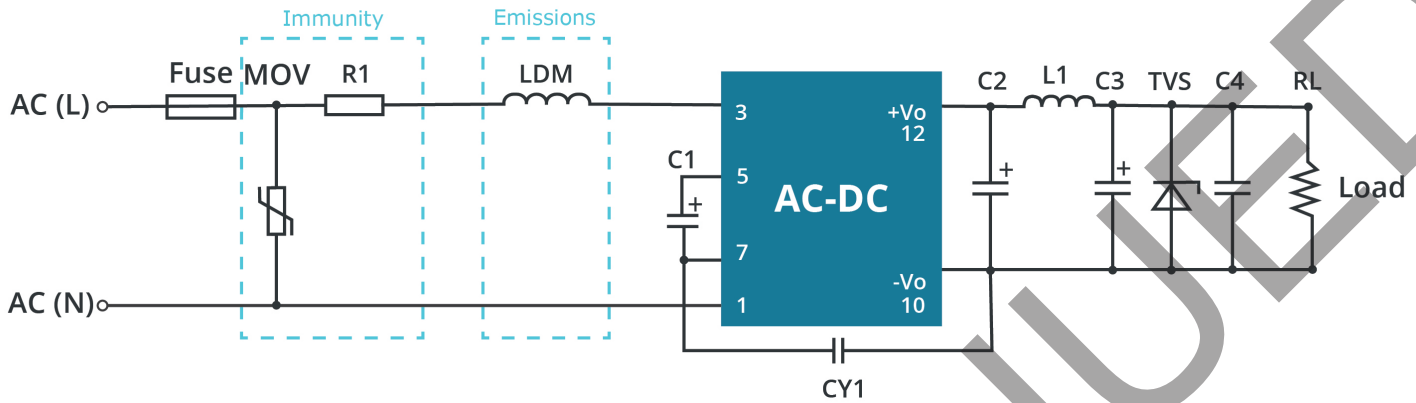 Immunity
Emissions
Fuse
MOV
R1
LDM
C2
L1
C3
TVS
C4
RL
AC (L)
3
+Vo
12
C1
+
5
AC-DC
+
+
Load
7
-Vo
AC (N)
1
10
CY1